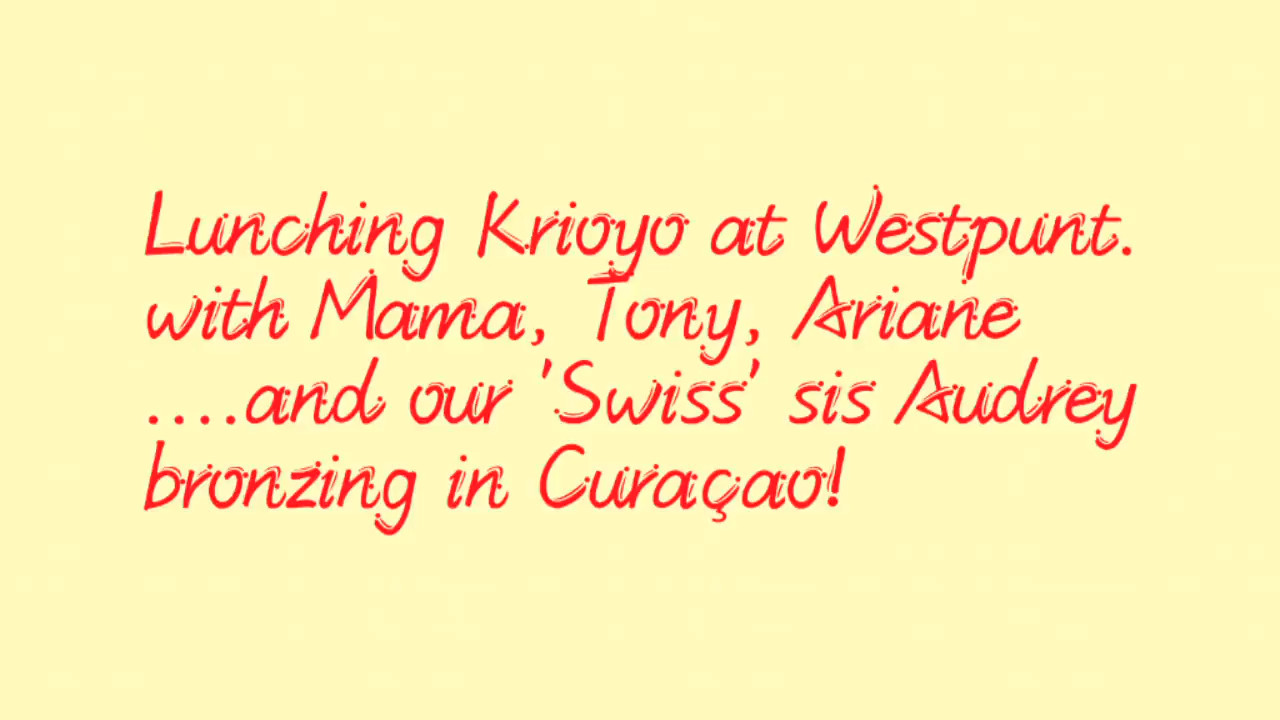 Lunching Krioyo at Westpunt.
with Mama, Tony, Ariane
....and our 'Swiss' sis Audrey
bronzing in Curaçao!